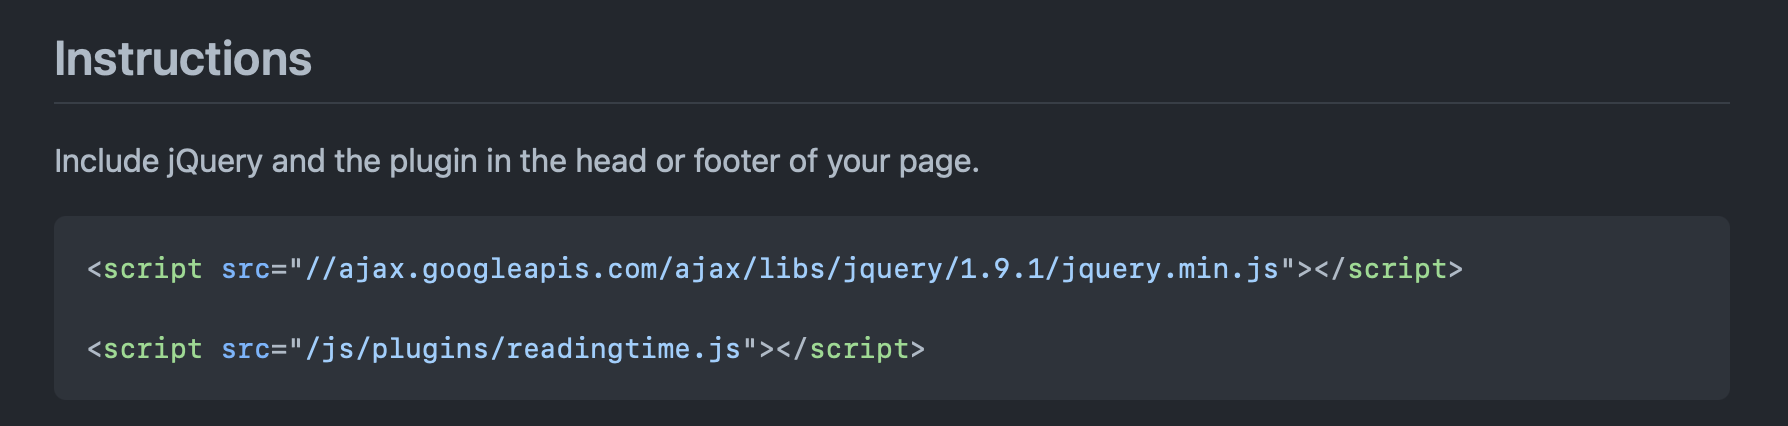 Instructions
Include jQuery and the plugin in the head or footer of your page.
<script src="//ajax.googleapis.com/ajax/libs/jquery/1.9.1/jquery.min.js"></script>
<script src="/js/plugins/readingtime.js"></script>